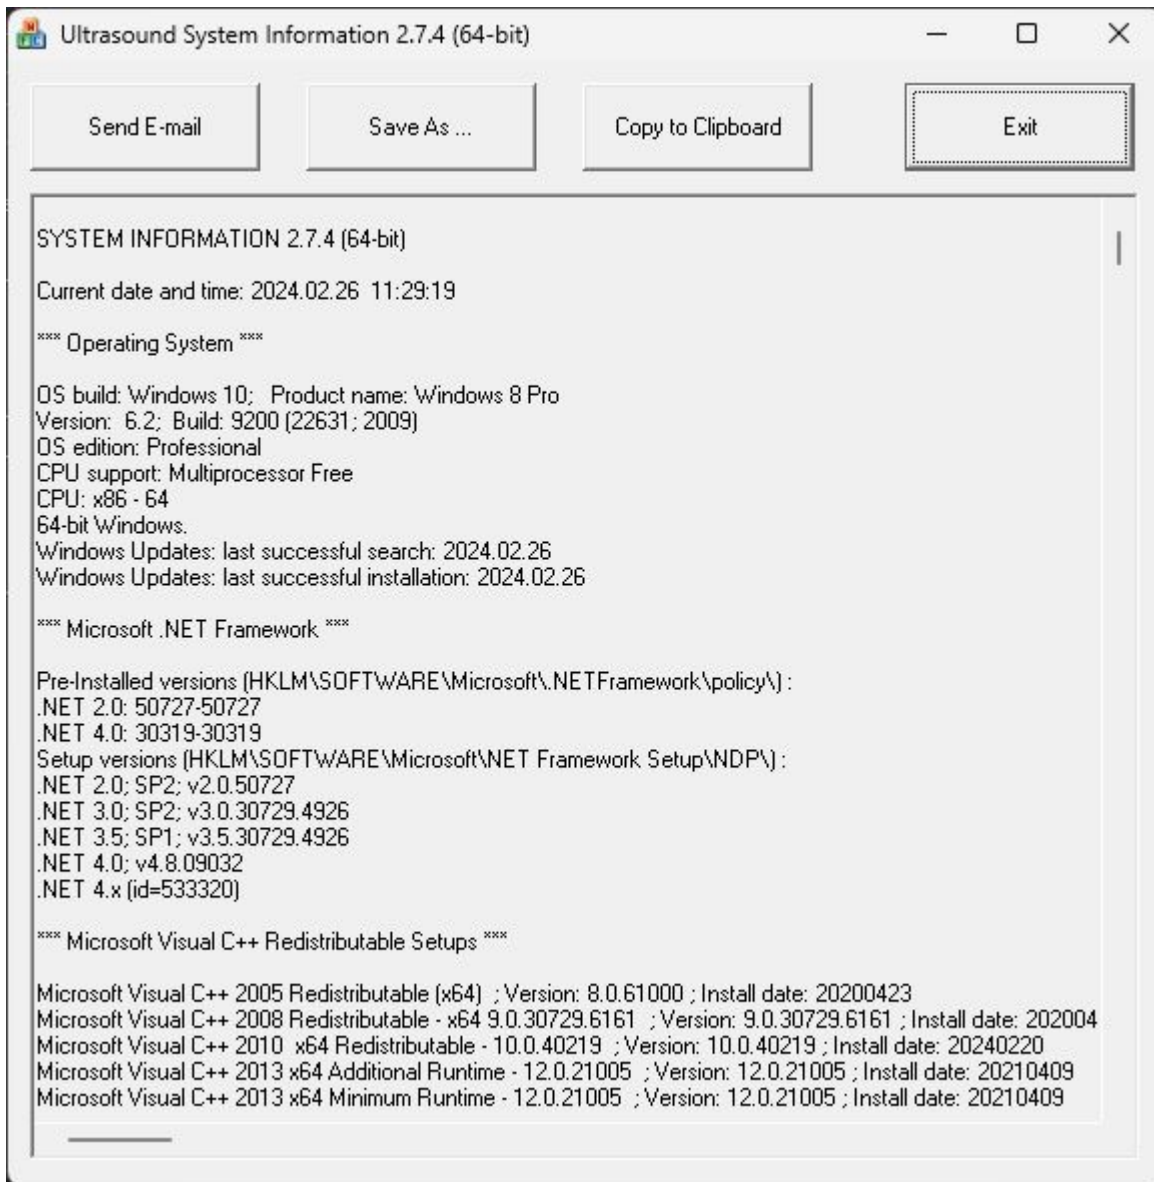 Ultrasound System Information 2.7.4 (64-bit)
Send E-mail
Save As ...
Copy to Clipboard
Exit
SYSTEM INFORMATION 2.7.4 (64-bit)
Current date and time: 2024.02.26  11:29:19
*** Operating System ***
OS build: Windows 10;   Product name: Windows 8 Pro
Version:  6.2;  Build: 9200 (22631; 2009)
OS edition: Professional
CPU support: Multiprocessor Free
CPU: x86 - 64
64-bit Windows.
Windows Updates: last successful search: 2024.02.26
Windows Updates: last successful installation: 2024.02.26
*** Microsoft .NET Framework ***
Pre-Installed versions (HKLM\SOFTWARE\Microsoft\.NETFramework\policy\) :
.NET 2.0: 50727-50727
.NET 4.0: 30319-30319
Setup versions (HKLM\SOFTWARE\Microsoft\NET Framework Setup\NDP\) :
.NET 2.0; SP2; v2.0.50727
.NET 3.0; SP2; v3.0.30729.4926
.NET 3.5; SP1; v3.5.30729.4926
.NET 4.0; v4.8.09032
.NET 4.x (id=533320)
*** Microsoft Visual C++ Redistributable Setups ***
Microsoft Visual C++ 2005 Redistributable (x64)  ; Version: 8.0.61000 ; Install date: 20200423
Microsoft Visual C++ 2008 Redistributable - x64 9.0.30729.6161  ; Version: 9.0.30729.6161 ; Install date: 202004
Microsoft Visual C++ 2010  x64 Redistributable - 10.0.40219  ; Version: 10.0.40219 ; Install date: 20240220
Microsoft Visual C++ 2013 x64 Additional Runtime - 12.0.21005  ; Version: 12.0.21005 ; Install date: 20210409
Microsoft Visual C++ 2013 x64 Minimum Runtime - 12.0.21005  ; Version: 12.0.21005 ; Install date: 20210409